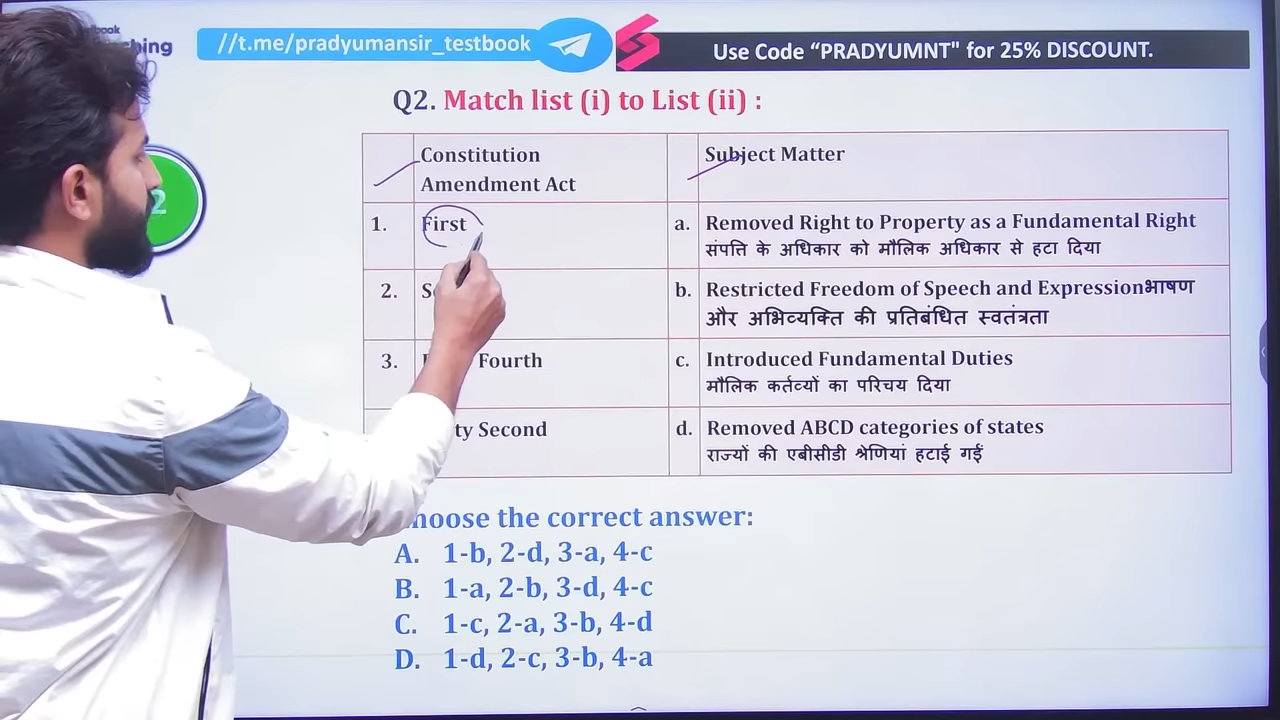 book
hing
//t.me/pradyumansir_testbook
Use Code “PRADYUMNT" for 25% DISCOUNT.
Q2. Match list (i) to List (ii) :
Constitution
Amendment Act
Subject Matter
2
1. First
a. Removed Right to Property as a Fundamental Right
संपत्ति के अधिकार को मौलिक अधिकार से हटा दिया
2.
b. Restricted Freedom of Speech and Expressionभाषण
और अभिव्यक्ति की प्रतिबंधित स्वतंत्रता
3. Fourth
c. Introduced Fundamental Duties
मौलिक कर्तव्यों का परिचय दिया
ty Second
d. Removed ABCD categories of states
राज्यों की एबीसीडी श्रेणियां हटाई गईं
hoose the correct answer:
A. 1-b, 2-d, 3-a, 4-c
B. 1-a, 2-b, 3-d, 4-c
C. 1-c, 2-a, 3-b, 4-d
D. 1-d, 2-c, 3-b, 4-a